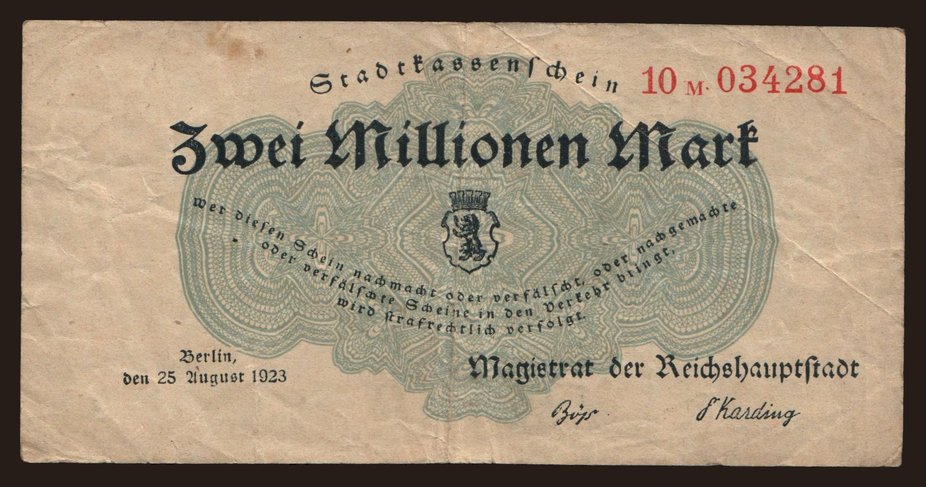 Stadtkassenschein
10 M. 034281
Zwei Millionen Mark
wer diesen Schein nachmacht oder verfälscht, oder nachgemachte
oder verfälschte Scheine in den Verkehr bringt,
wird strafrechtlich verfolgt.
Berlin,
den 25 August 1923
Magistrat der Reichshauptstadt
Böß Karding